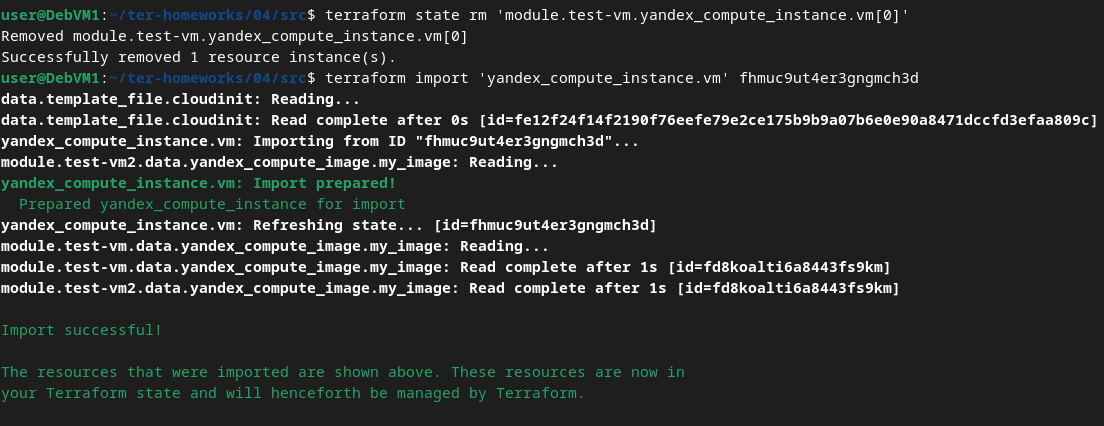 user@DebVM1:~/ter-homeworks/04/src$ terraform state rm 'module.test-vm.yandex_compute_instance.vm[0]'
Removed module.test-vm.yandex_compute_instance.vm[0]
Successfully removed 1 resource instance(s).
user@DebVM1:~/ter-homeworks/04/src$ terraform import 'yandex_compute_instance.vm' fhmuc9ut4er3gngmch3d
data.template_file.cloudinit: Reading...
data.template_file.cloudinit: Read complete after 0s [id=fe12f24f14f2190f76eefe79e2ce175b9b9a07b6e0e90a8471dccfd3efaa809c]
yandex_compute_instance.vm: Importing from ID "fhmuc9ut4er3gngmch3d"...
module.test-vm2.data.yandex_compute_image.my_image: Reading...
yandex_compute_instance.vm: Import prepared!
  Prepared yandex_compute_instance for import
yandex_compute_instance.vm: Refreshing state... [id=fhmuc9ut4er3gngmch3d]
module.test-vm.data.yandex_compute_image.my_image: Reading...
module.test-vm.data.yandex_compute_image.my_image: Read complete after 1s [id=fd8koalti6a8443fs9km]
module.test-vm2.data.yandex_compute_image.my_image: Read complete after 1s [id=fd8koalti6a8443fs9km]
Import successful!
The resources that were imported are shown above. These resources are now in
your Terraform state and will henceforth be managed by Terraform.